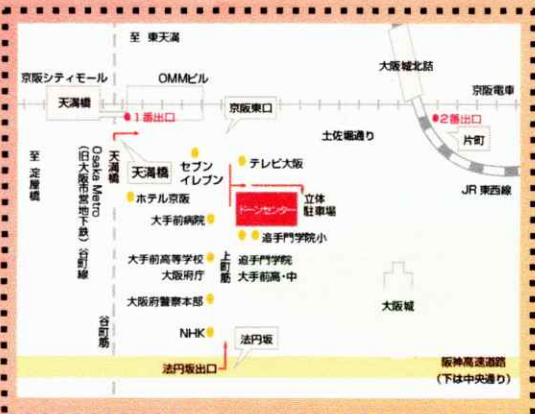 至 東天満
大阪城北詰
京阪シティモール
OMMビル
京阪電車
天満橋
1番出口
京阪東口
2番出口
土佐堀通り
片町
至 淀屋橋
Osaka Metro
(旧大阪市営地下鉄) 谷町線
天満橋
天満橋
セブン
イレブン
テレビ大阪
JR 東西線
ホテル京阪
ドーンセンター
立体
駐車場
大手前病院
追手門学院小
大手前高等学校
上町筋
追手門学院
大阪府庁
大手前高・中
大阪府警察本部
大阪城
谷町筋
NHK
法円坂
法円坂出口
阪神高速道路
(下は中央通り)